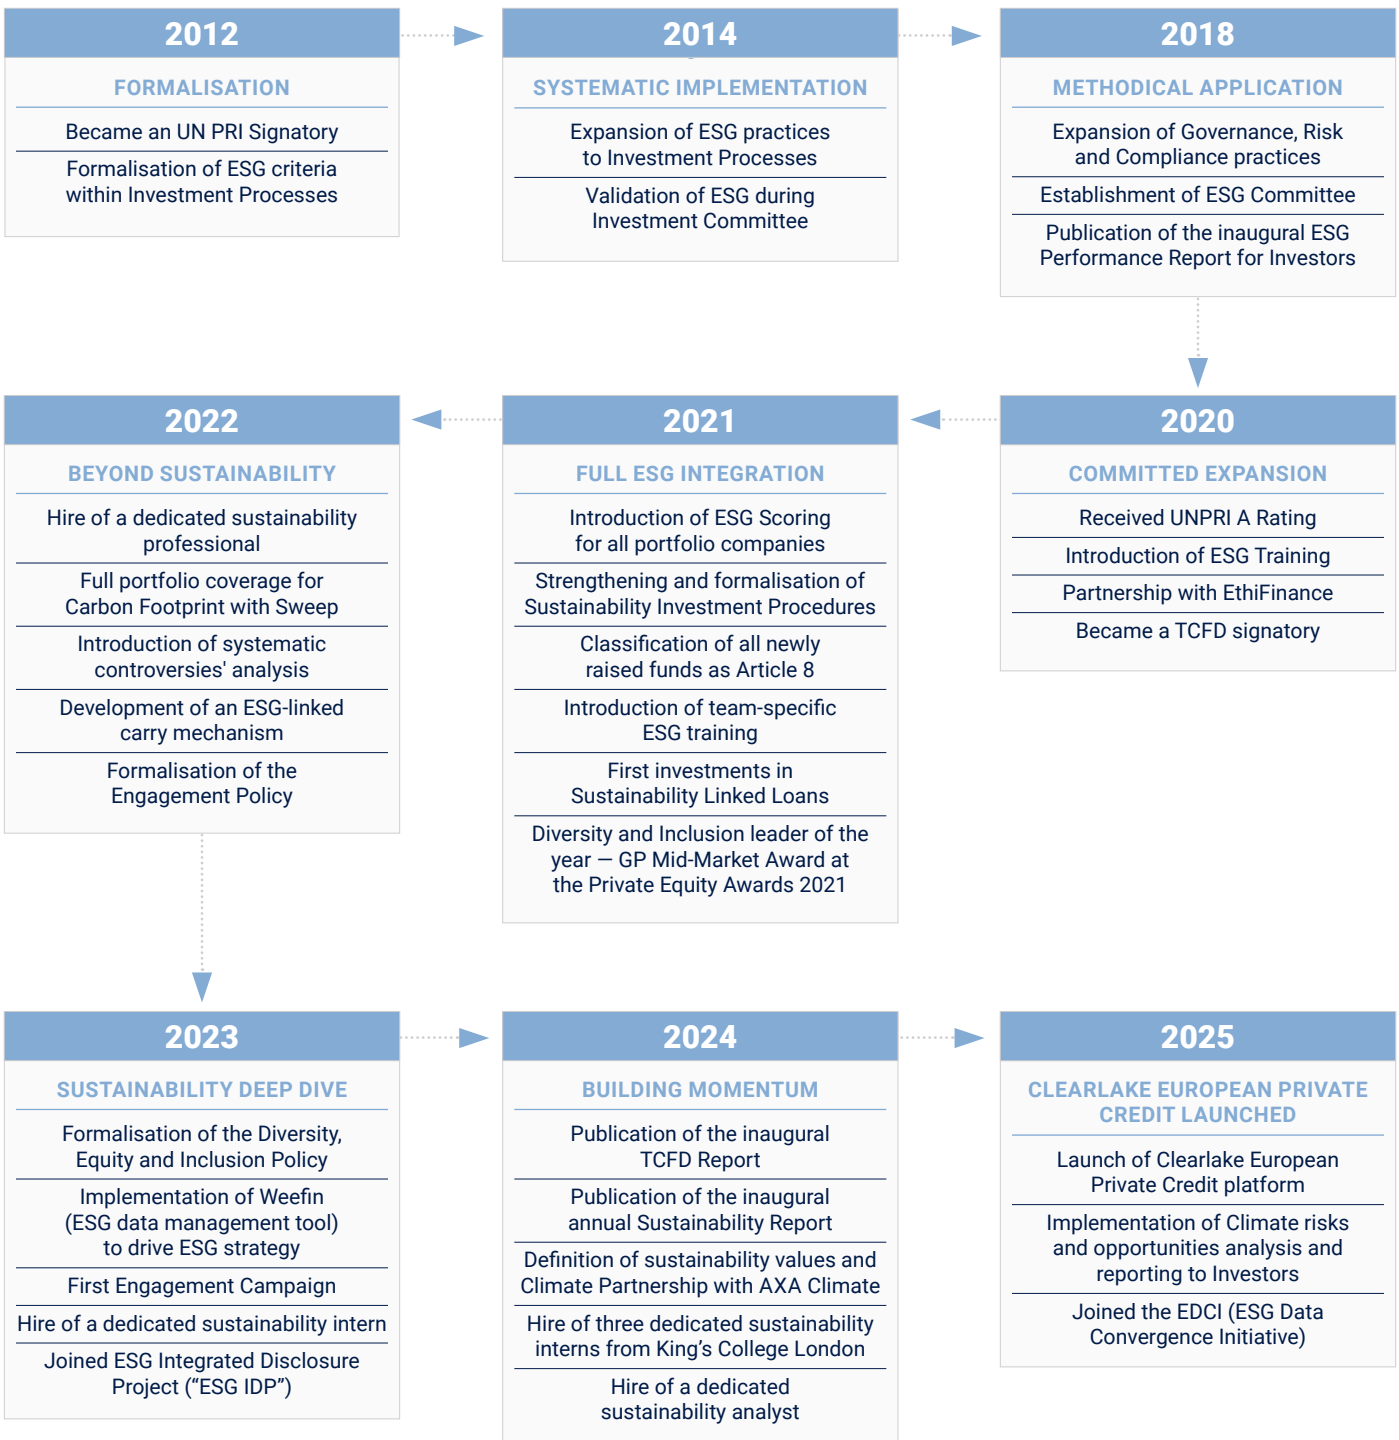 2012
FORMALISATION
Became an UN PRI Signatory
Formalisation of ESG criteria
within Investment Processes
2014
SYSTEMATIC IMPLEMENTATION
Expansion of ESG practices
to Investment Processes
Validation of ESG during
Investment Committee
2018
METHODICAL APPLICATION
Expansion of Governance, Risk
and Compliance practices
Establishment of ESG Committee
Publication of the inaugural ESG
Performance Report for Investors
2020
COMMITTED EXPANSION
Received UNPRI A Rating
Introduction of ESG Training
Partnership with EthiFinance
Became a TCFD signatory
2021
FULL ESG INTEGRATION
Introduction of ESG Scoring
for all portfolio companies
Strengthening and formalisation of
Sustainability Investment Procedures
Classification of all newly
raised funds as Article 8
Introduction of team-specific
ESG training
First investments in
Sustainability Linked Loans
Diversity and Inclusion leader of the
year — GP Mid-Market Award at
the Private Equity Awards 2021
2022
BEYOND SUSTAINABILITY
Hire of a dedicated sustainability
professional
Full portfolio coverage for
Carbon Footprint with Sweep
Introduction of systematic
controversies' analysis
Development of an ESG-linked
carry mechanism
Formalisation of the
Engagement Policy
2023
SUSTAINABILITY DEEP DIVE
Formalisation of the Diversity,
Equity and Inclusion Policy
Implementation of Weefin
(ESG data management tool)
to drive ESG strategy
First Engagement Campaign
Hire of a dedicated sustainability intern
Joined ESG Integrated Disclosure
Project (“ESG IDP”)
2024
BUILDING MOMENTUM
Publication of the inaugural
TCFD Report
Publication of the inaugural
annual Sustainability Report
Definition of sustainability values and
Climate Partnership with AXA Climate
Hire of three dedicated sustainability
interns from King’s College London
Hire of a dedicated
sustainability analyst
2025
CLEARLAKE EUROPEAN PRIVATE
CREDIT LAUNCHED
Launch of Clearlake European
Private Credit platform
Implementation of Climate risks
and opportunities analysis and
reporting to Investors
Joined the EDCI (ESG Data
Convergence Initiative)